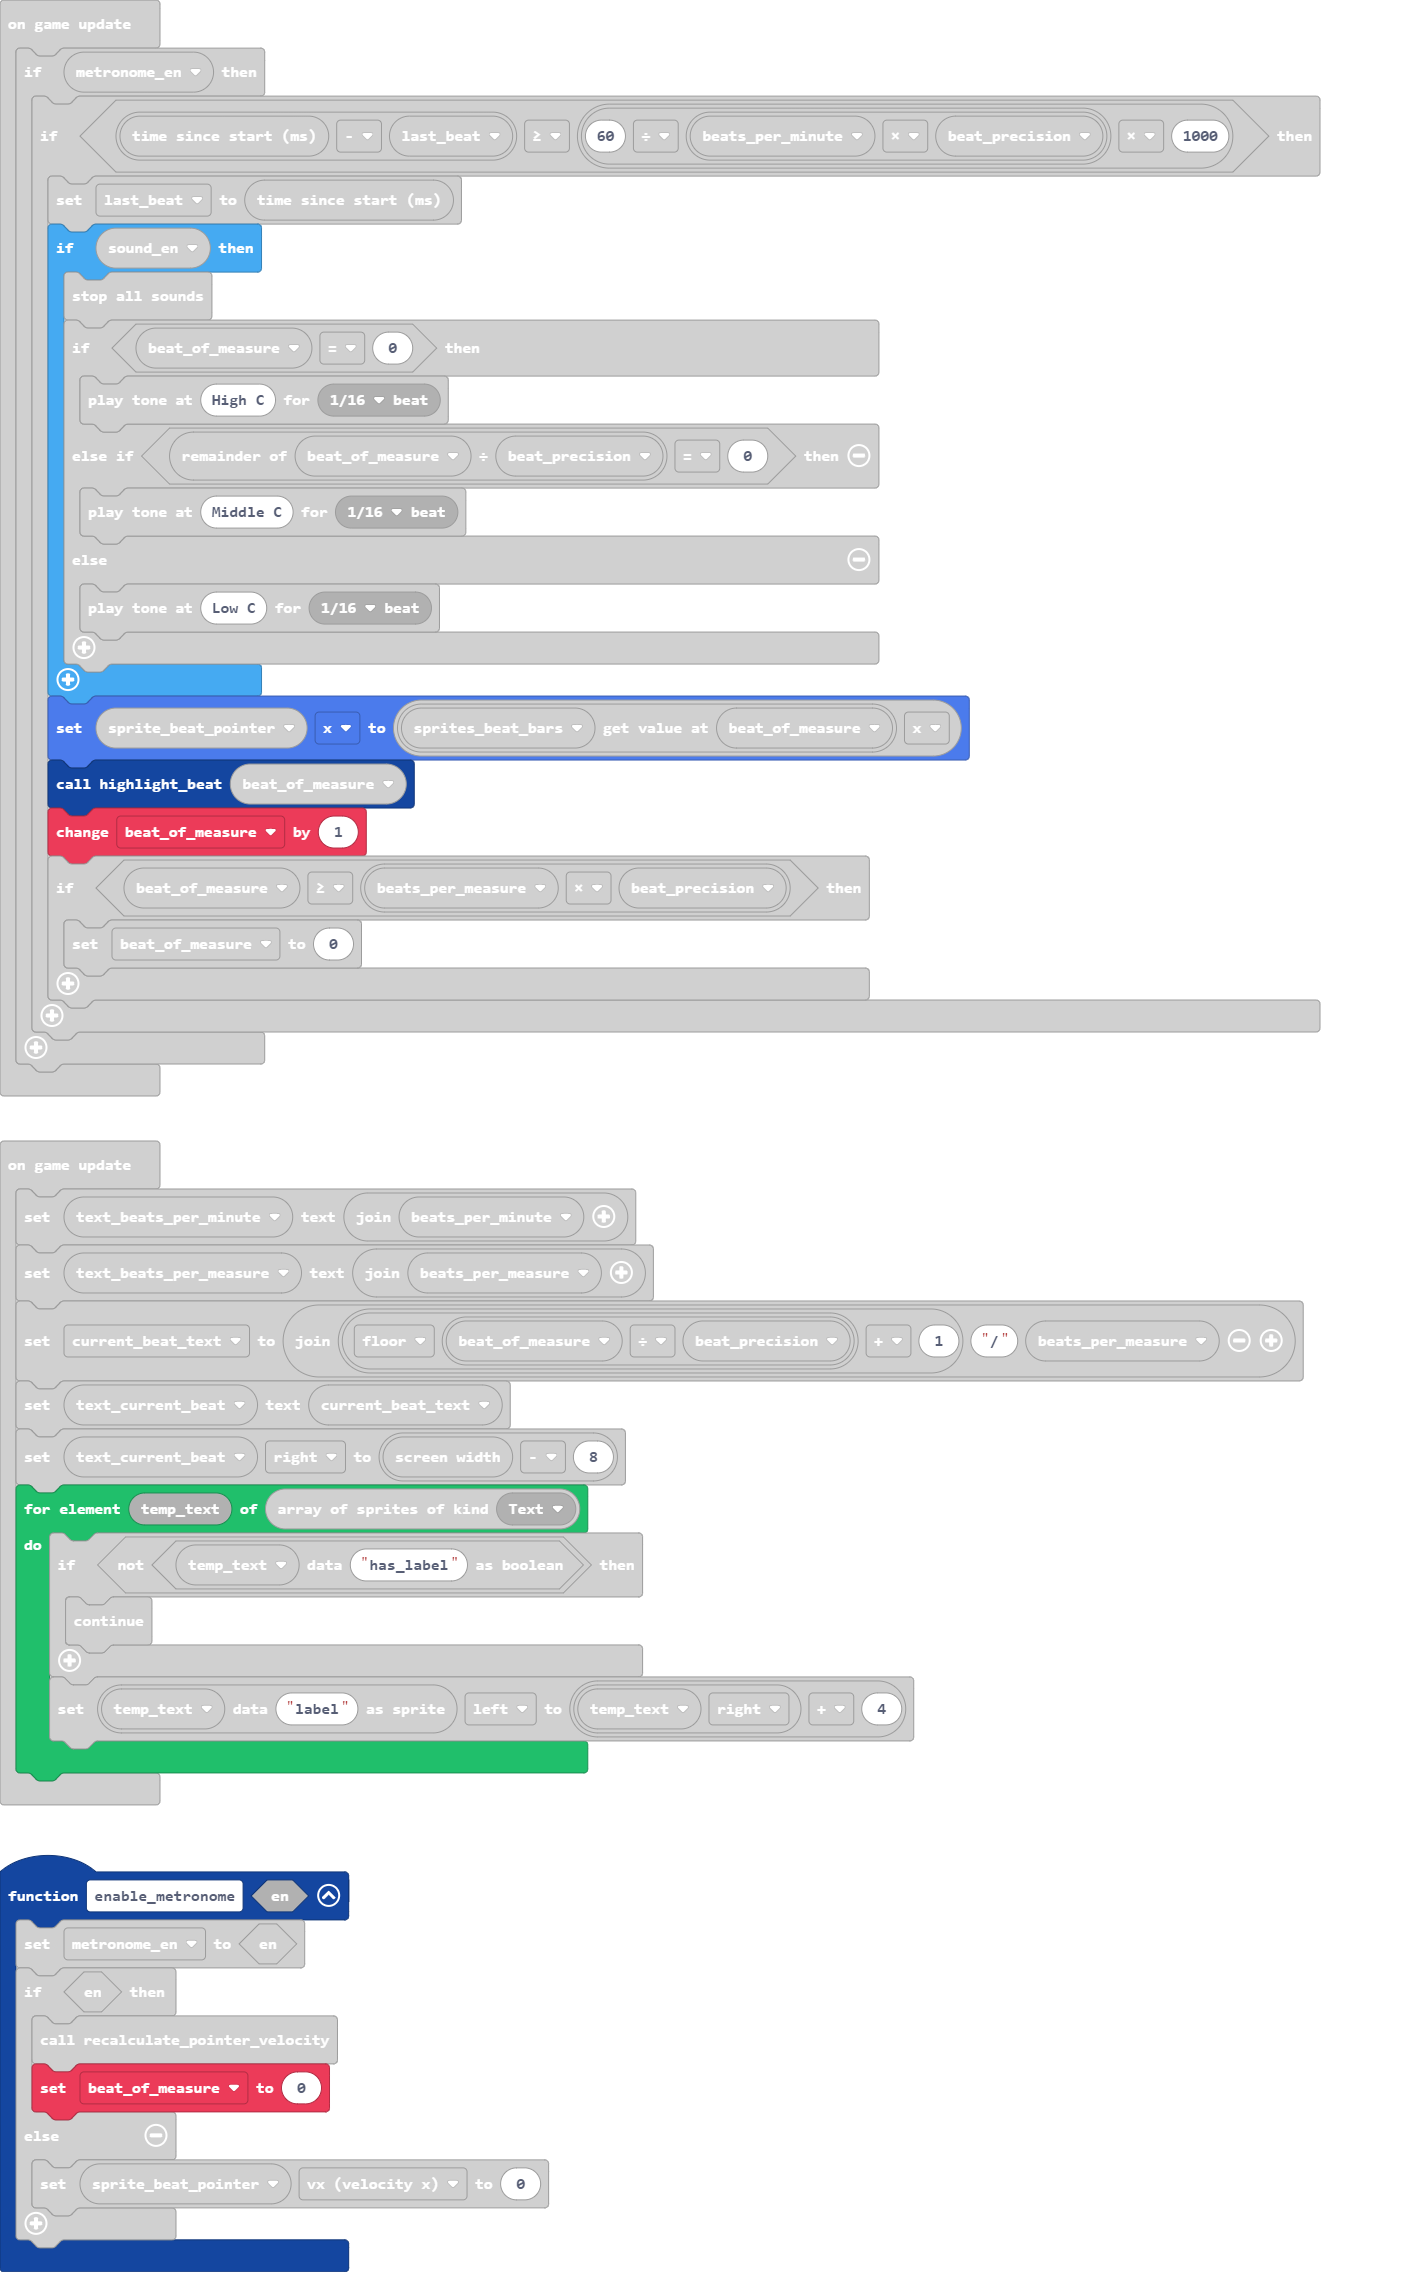 on game update
if metronome_en then
if time since start (ms) - last_beat ≥ 60 ÷ beats_per_minute × beat_precision × 1000 then
set last_beat to time since start (ms)
if sound_en then
stop all sounds
if beat_of_measure = 0 then
play tone at High C for 1/16 beat
else if remainder of beat_of_measure ÷ beat_precision = 0 then
play tone at Middle C for 1/16 beat
else
play tone at Low C for 1/16 beat
set sprite_beat_pointer x to sprites_beat_bars get value at beat_of_measure x
call highlight_beat beat_of_measure
change beat_of_measure by 1
if beat_of_measure ≥ beats_per_measure × beat_precision then
set beat_of_measure to 0
on game update
set text_beats_per_minute text join beats_per_minute
set text_beats_per_measure text join beats_per_measure
set current_beat_text to join floor beat_of_measure ÷ beat_precision + 1 "/" beats_per_measure
set text_current_beat text current_beat_text
set text_current_beat right to screen width - 8
for element temp_text of array of sprites of kind Text
do
if not temp_text data "has_label" as boolean then
continue
set temp_text data "label" as sprite left to temp_text right + 4
function enable_metronome en
set metronome_en to en
if en then
call recalculate_pointer_velocity
set beat_of_measure to 0
else
set sprite_beat_pointer vx (velocity x) to 0